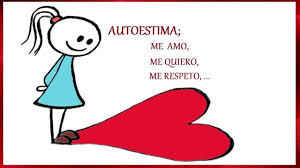 AUTOESTIMA;
ME AMO,
ME QUIERO,
ME RESPETO, ...